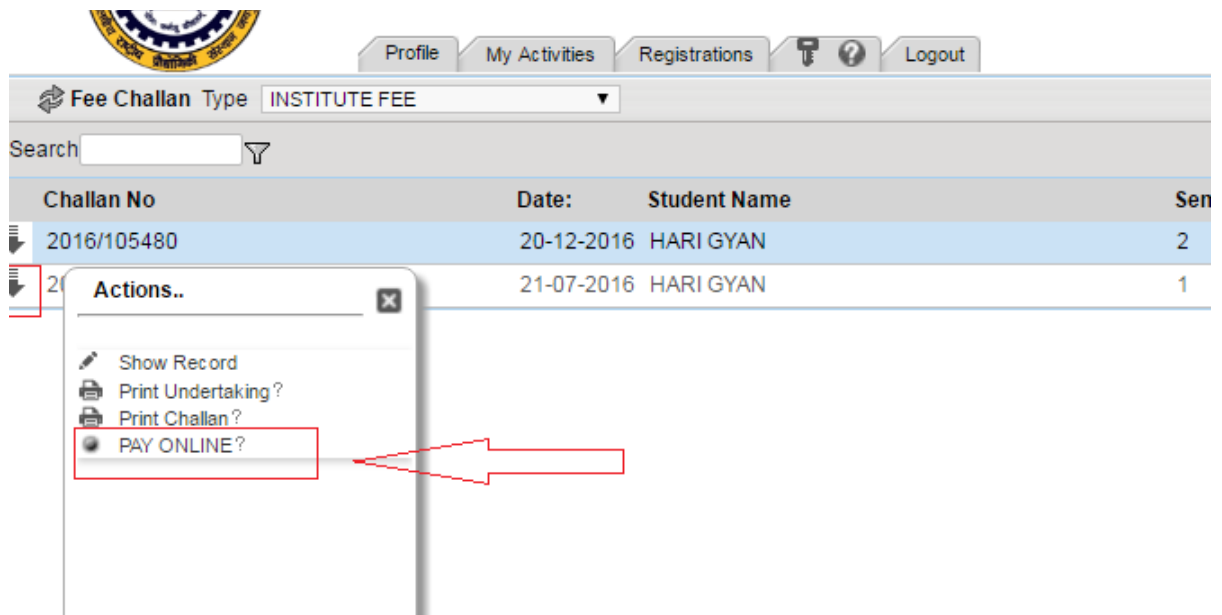 राष्ट्रीय प्रौद्योगिकी संस्थान
Profile My Activities Registrations ? Logout
Fee Challan Type INSTITUTE FEE
Search
Challan No Date: Student Name Sem
2016/105480 20-12-2016 HARI GYAN 2
20 21-07-2016 HARI GYAN 1
Actions..
Show Record
Print Undertaking?
Print Challan?
PAY ONLINE?